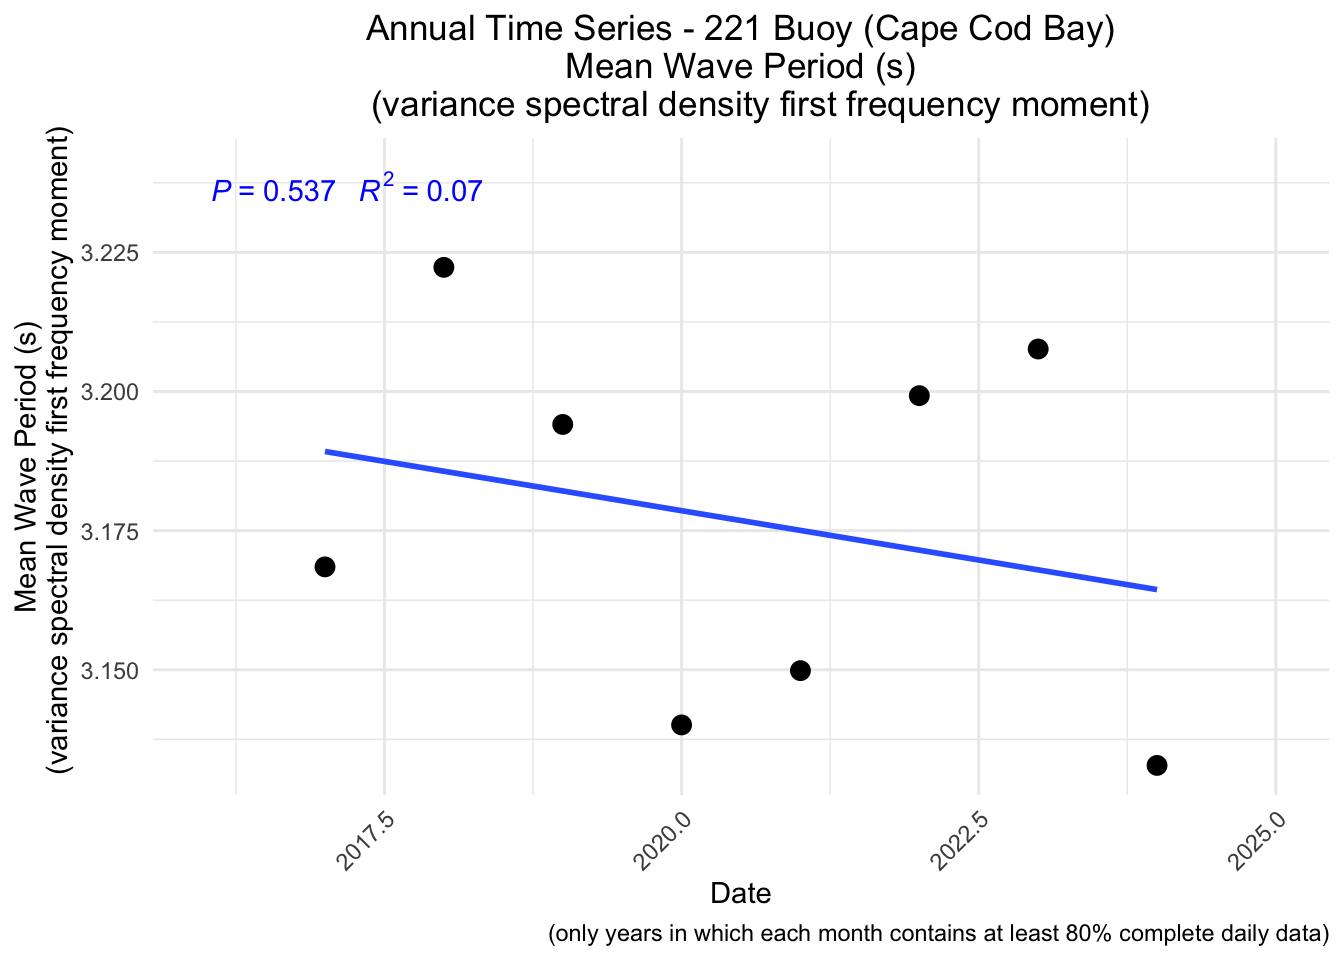 Annual Time Series - 221 Buoy (Cape Cod Bay)
Mean Wave Period (s)
(variance spectral density first frequency moment)
P = 0.537 R² = 0.07
Mean Wave Period (s)
(variance spectral density first frequency moment)
3.225
3.200
3.175
3.150
2017.5
2020.0
2022.5
2025.0
Date
(only years in which each month contains at least 80% complete daily data)